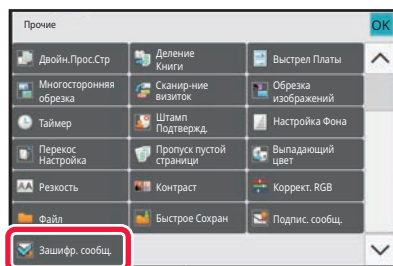 Прочие
OK
Двойн.Прос.Стр
Деление
Книги
Выстрел Платы
Многосторонняя
обрезка
Сканир-ние
визиток
Обрезка
изображений
Таймер
Штамп
Подтвержд.
Настройка Фона
Перекос
Настройка
Пропуск пустой
страници
Выпадающий
цвет
Резкость
Контраст
Коррект. RGB
Файл
Быстрое Сохран
Подпис. сообщ.
Зашифр. сообщ.